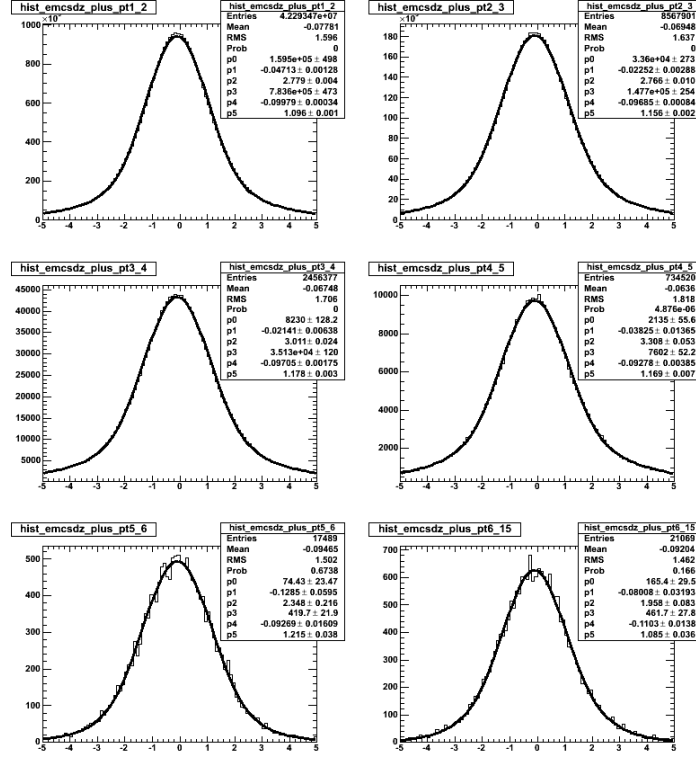 hist_emcsdz_plus_pt1_2
hist_emcsdz_plus_pt1_2
Entries 4.229347e+07
Mean -0.07781
RMS 1.596
Prob 0
p0 1.595e+05 ± 498
p1 -0.04713 ± 0.00128
p2 2.779 ± 0.004
p3 7.836e+05 ± 473
p4 -0.09979 ± 0.00034
p5 1.096 ± 0.001
1000
800
600
400
200
0
-5 -4 -3 -2 -1 0 1 2 3 4 5
hist_emcsdz_plus_pt2_3
hist_emcsdz_plus_pt2_3
Entries 8567901
Mean -0.06948
RMS 1.637
Prob 0
p0 3.36e+04 ± 273
p1 -0.02252 ± 0.00288
p2 2.766 ± 0.010
p3 1.477e+05 ± 254
p4 -0.09685 ± 0.00084
p5 1.156 ± 0.002
180
160
140
120
100
80
60
40
20
0
-5 -4 -3 -2 -1 0 1 2 3 4 5
hist_emcsdz_plus_pt3_4
hist_emcsdz_plus_pt3_4
Entries 2456377
Mean -0.06748
RMS 1.706
Prob 0
p0 8230 ± 128.2
p1 -0.02141 ± 0.00638
p2 3.011 ± 0.024
p3 3.513e+04 ± 120
p4 -0.09705 ± 0.00175
p5 1.178 ± 0.003
45000
40000
35000
30000
25000
20000
15000
10000
5000
-5 -4 -3 -2 -1 0 1 2 3 4 5
hist_emcsdz_plus_pt4_5
hist_emcsdz_plus_pt4_5
Entries 734520
Mean -0.0636
RMS 1.818
Prob 4.876e-06
p0 2135 ± 55.6
p1 -0.03825 ± 0.01365
p2 3.308 ± 0.053
p3 7602 ± 52.2
p4 -0.09278 ± 0.00385
p5 1.169 ± 0.007
10000
8000
6000
4000
2000
-5 -4 -3 -2 -1 0 1 2 3 4 5
hist_emcsdz_plus_pt5_6
hist_emcsdz_plus_pt5_6
Entries 17489
Mean -0.09465
RMS 1.502
Prob 0.6738
p0 74.43 ± 23.47
p1 -0.1285 ± 0.0595
p2 2.348 ± 0.216
p3 419.7 ± 21.9
p4 -0.09269 ± 0.01609
p5 1.215 ± 0.038
500
400
300
200
100
0
-5 -4 -3 -2 -1 0 1 2 3 4 5
hist_emcsdz_plus_pt6_15
hist_emcsdz_plus_pt6_15
Entries 21069
Mean -0.09204
RMS 1.462
Prob 0.166
p0 165.4 ± 29.5
p1 -0.08008 ± 0.03193
p2 1.958 ± 0.083
p3 461.7 ± 27.8
p4 -0.1103 ± 0.0138
p5 1.085 ± 0.036
700
600
500
400
300
200
100
0
-5 -4 -3 -2 -1 0 1 2 3 4 5